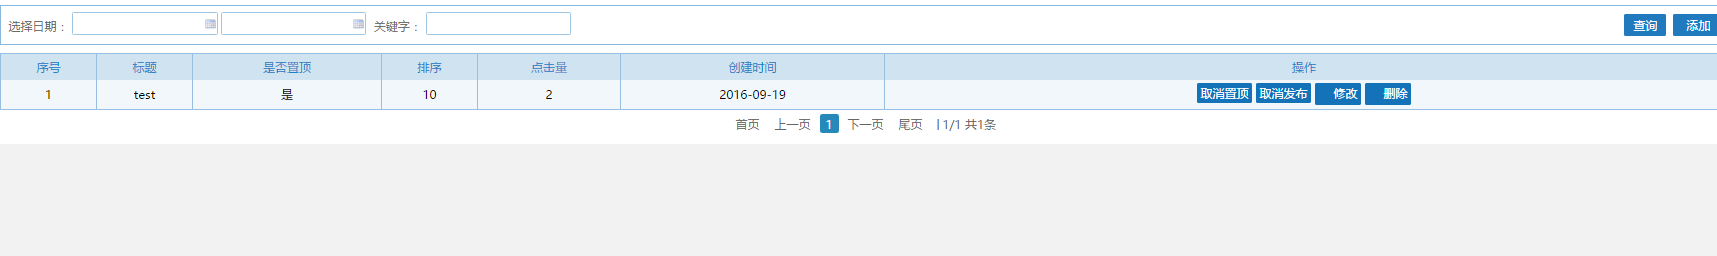 选择日期： 关键字： 查询 添加
序号 标题 是否置顶 排序 点击量 创建时间 操作
1 test 是 10 2 2016-09-19 取消置顶 取消发布 修改 删除
首页 上一页 1 下一页 尾页 | 1/1 共1条